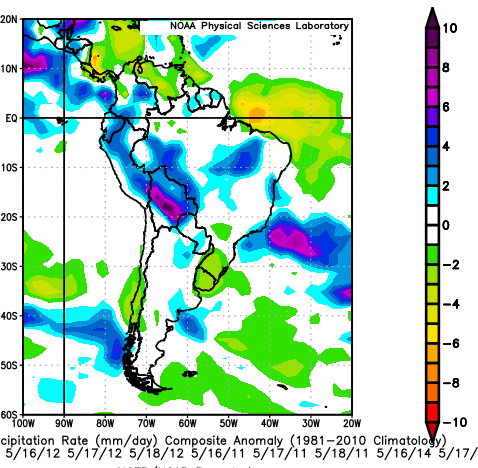 20N
NOAA Physical Sciences Laboratory
10N
EQ
10S
20S
30S
40S
50S
60S
100W 90W 80W 70W 60W 50W 40W 30W 20W
10
8
6
4
2
0
−2
−4
−6
−8
−10
cipitation Rate (mm/day) Composite Anomaly (1981−2010 Climatology)
5/16/12 5/17/12 5/18/12 5/16/11 5/17/11 5/18/11 5/16/14 5/17/